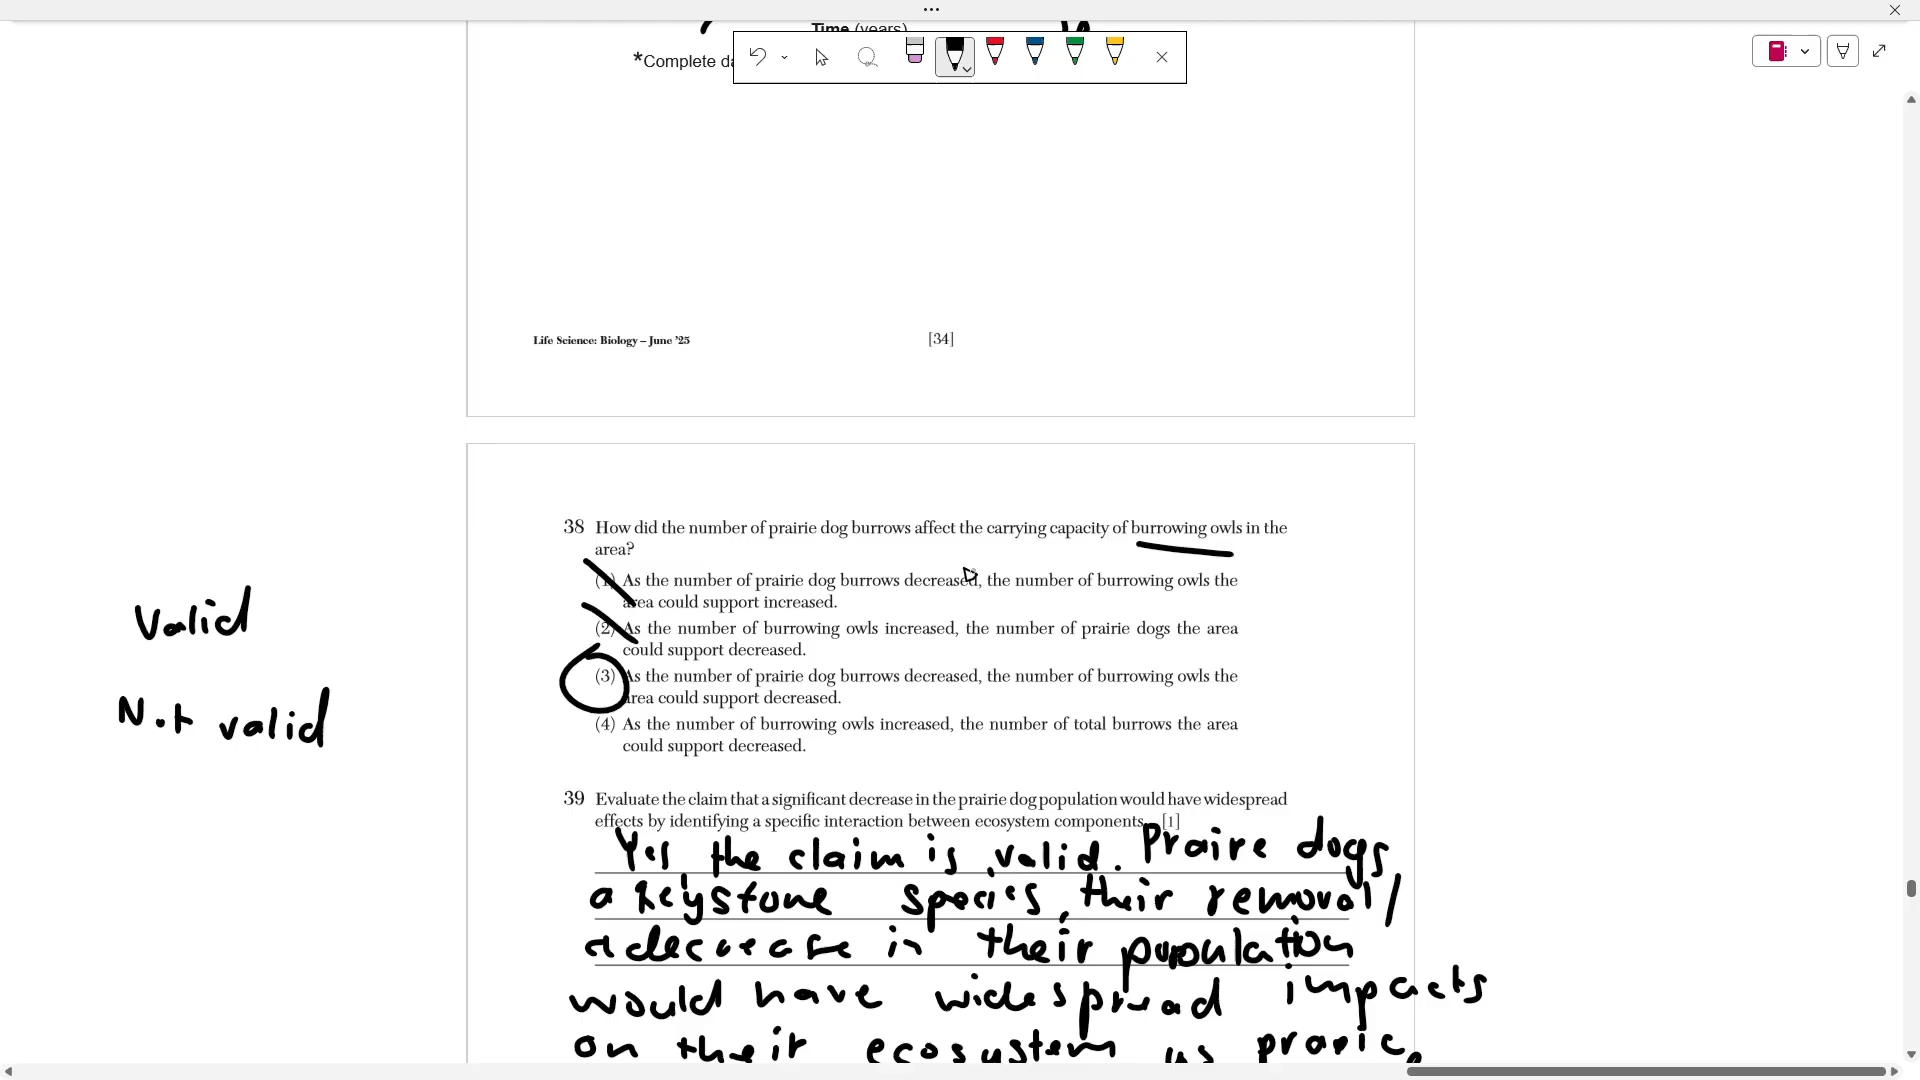 Time (years)
*Complete da
Life Science: Biology – June '25
[34]
38 How did the number of prairie dog burrows affect the carrying capacity of burrowing owls in the
area?
(1) As the number of prairie dog burrows decreased, the number of burrowing owls the
area could support increased.
(2) As the number of burrowing owls increased, the number of prairie dogs the area
could support decreased.
(3) As the number of prairie dog burrows decreased, the number of burrowing owls the
area could support decreased.
(4) As the number of burrowing owls increased, the number of total burrows the area
could support decreased.
Valid
Not valid
39 Evaluate the claim that a significant decrease in the prairie dog population would have widespread
effects by identifying a specific interaction between ecosystem components. [1]
Yes, the claim is valid. Praire dogs
a keystone species, their removal/
a decrease in their population
would have widespread impacts
on their ecosystem as